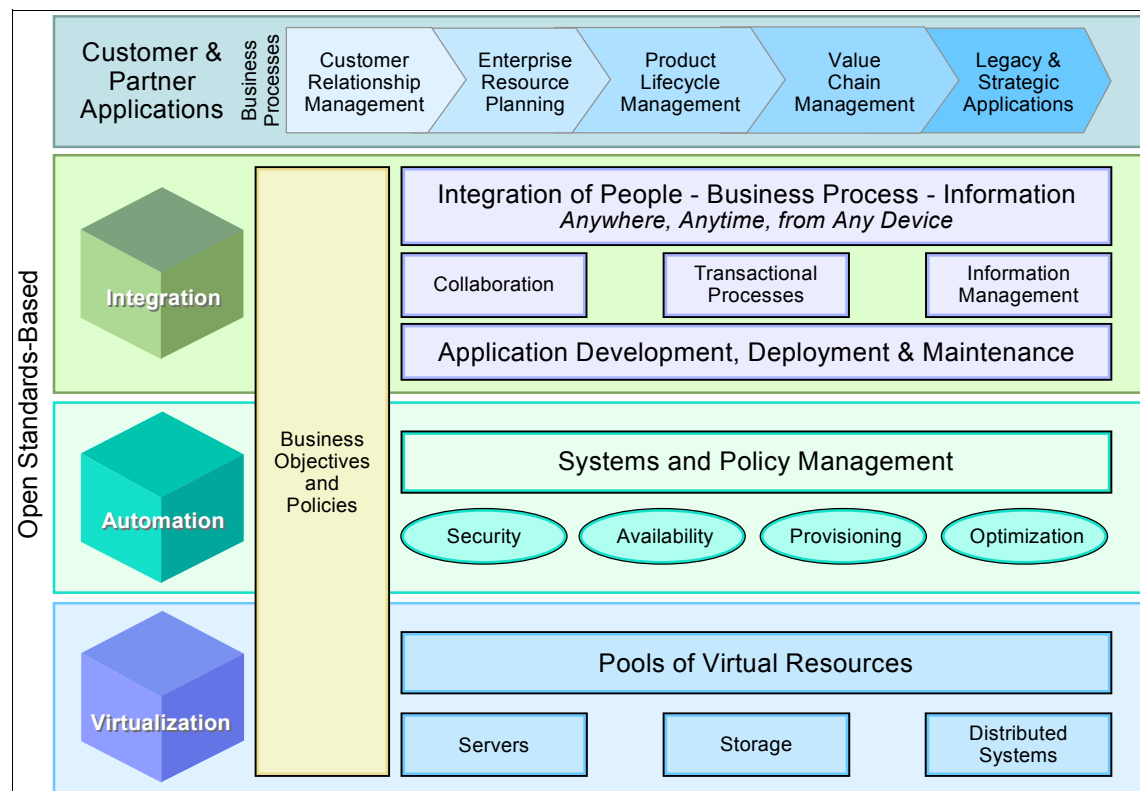 Customer &
Partner
Applications
Business
Processes
Customer
Relationship
Management
Enterprise
Resource
Planning
Product
Lifecycle
Management
Value
Chain
Management
Legacy &
Strategic
Applications
Open Standards-Based
Integration
Business
Objectives
and
Policies
Integration of People - Business Process - Information
Anywhere, Anytime, from Any Device
Collaboration
Transactional
Processes
Information
Management
Application Development, Deployment & Maintenance
Automation
Systems and Policy Management
Security
Availability
Provisioning
Optimization
Virtualization
Pools of Virtual Resources
Servers
Storage
Distributed
Systems